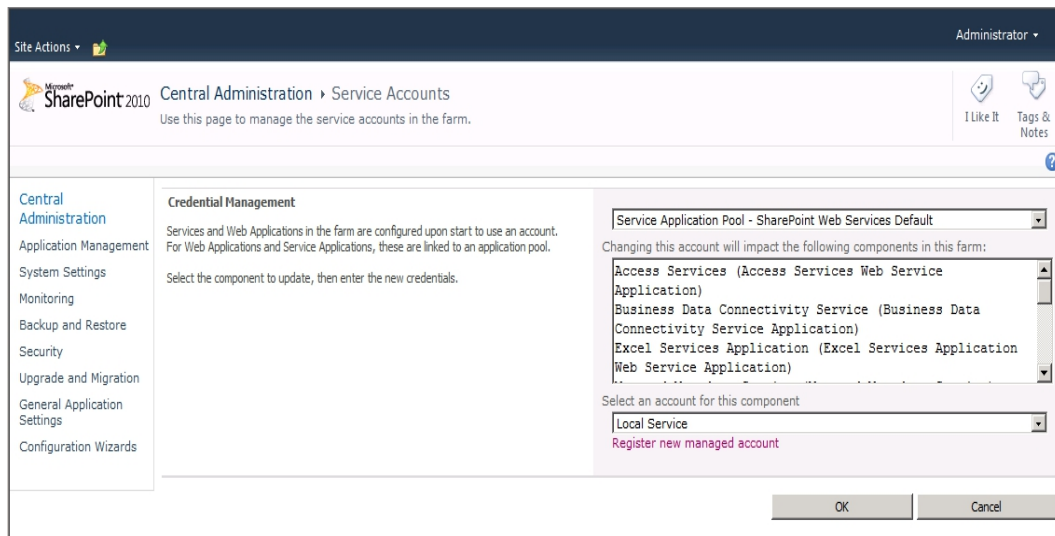 Administrator
Site Actions
Microsoft
SharePoint 2010
Central Administration › Service Accounts
Use this page to manage the service accounts in the farm.
I Like It
Tags &
Notes
Central
Administration
Application Management
System Settings
Monitoring
Backup and Restore
Security
Upgrade and Migration
General Application
Settings
Configuration Wizards
Credential Management
Services and Web Applications in the farm are configured upon start to use an account.
For Web Applications and Service Applications, these are linked to an application pool.
Select the component to update, then enter the new credentials.
Service Application Pool - SharePoint Web Services Default
Changing this account will impact the following components in this farm:
Access Services (Access Services Web Service
Application)
Business Data Connectivity Service (Business Data
Connectivity Service Application)
Excel Services Application (Excel Services Application
Web Service Application)
Select an account for this component
Local Service
Register new managed account
OK
Cancel